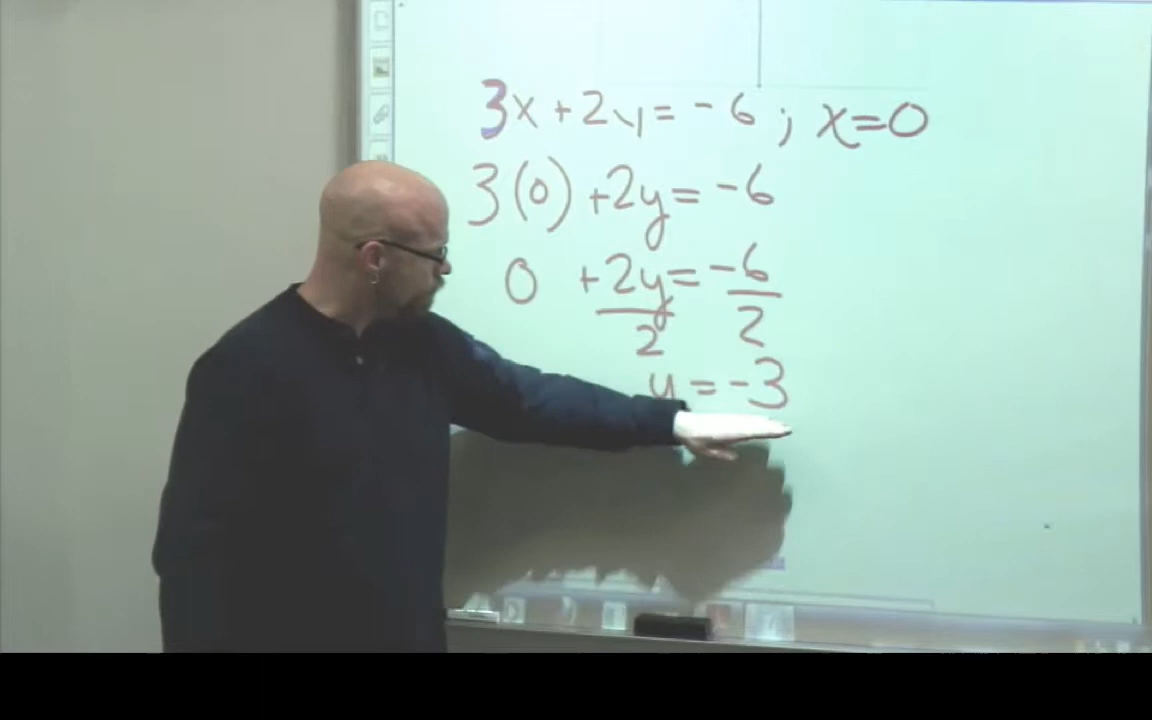 3x + 2y = -6 ; x = 0
3(0) + 2y = -6
0 + 2y = -6
2 2
y = -3